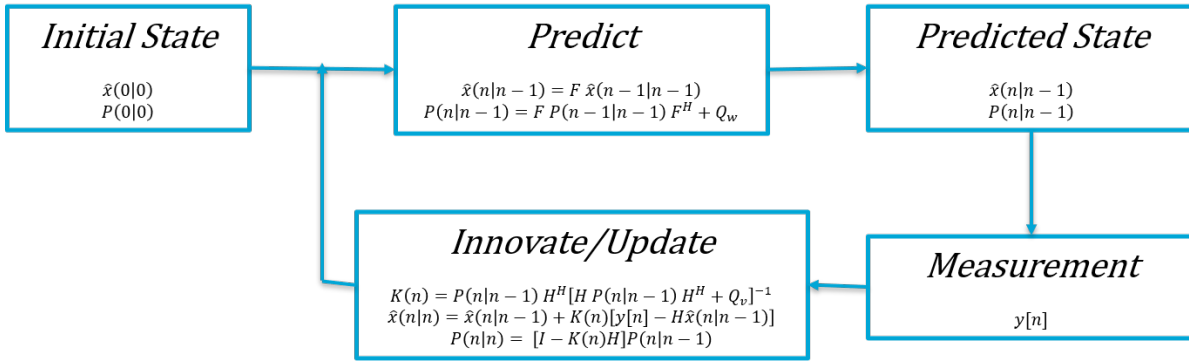 Initial State
x̂(0|0)
P(0|0)
Predict
x̂(n|n − 1) = F x̂(n − 1|n − 1)
P(n|n − 1) = F P(n − 1|n − 1) F^H + Q_w
Predicted State
x̂(n|n − 1)
P(n|n − 1)
Measurement
y[n]
Innovate/Update
K(n) = P(n|n − 1) H^H[H P(n|n − 1) H^H + Q_v]^−1
x̂(n|n) = x̂(n|n − 1) + K(n)[y[n] − Hx̂(n|n − 1)]
P(n|n) = [I − K(n)H]P(n|n − 1)